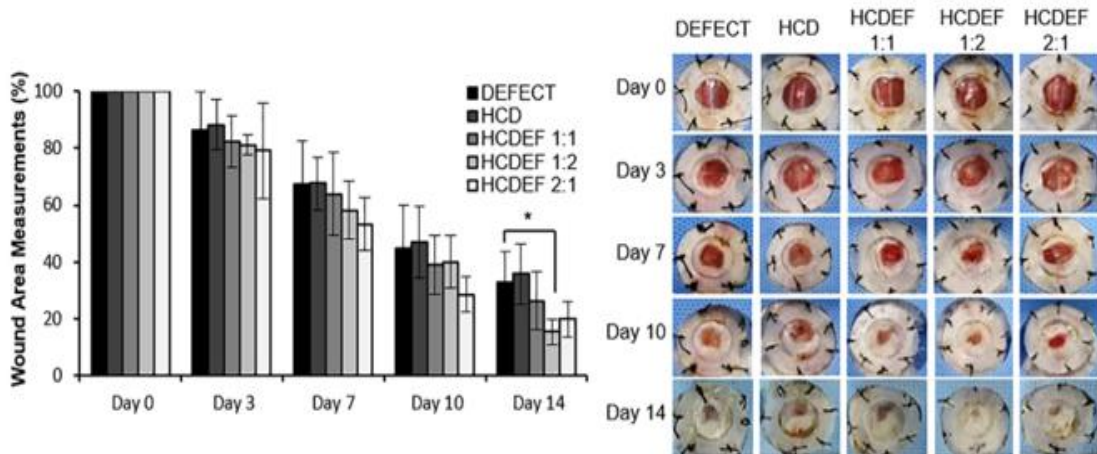 Wound Area Measurements (%)
100
80
60
40
20
0
DEFECT
HCD
HCDEF 1:1
HCDEF 1:2
HCDEF 2:1
*
Day 0
Day 3
Day 7
Day 10
Day 14
DEFECT
HCD
HCDEF
1:1
HCDEF
1:2
HCDEF
2:1
Day 0
Day 3
Day 7
Day 10
Day 14